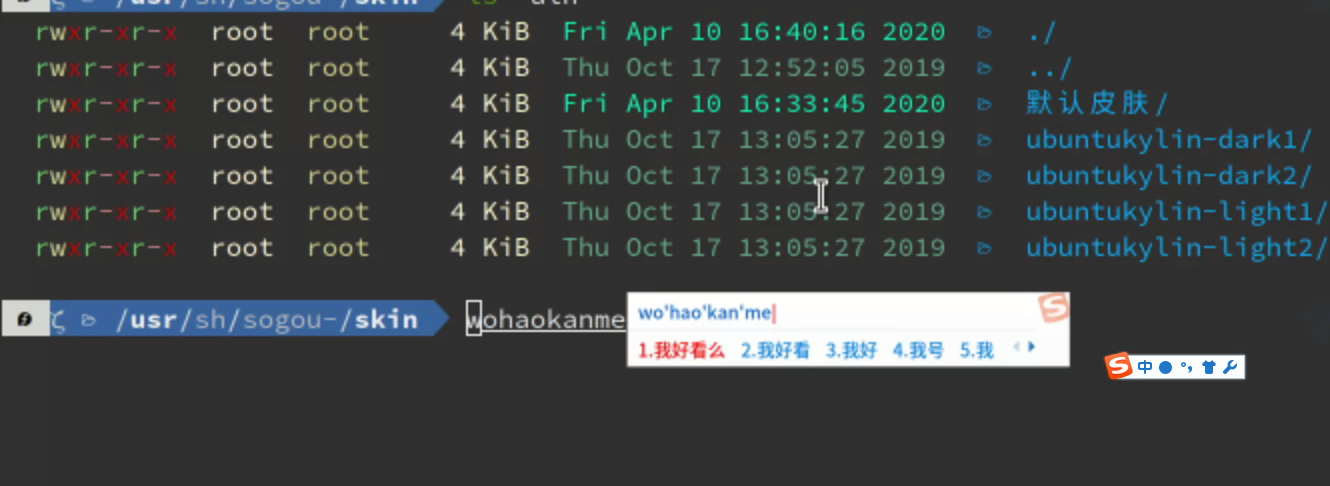 /usr/sh/sogou-/skin
rwxr-xr-x root root 4 KiB Fri Apr 10 16:40:16 2020 ./
rwxr-xr-x root root 4 KiB Thu Oct 17 12:52:05 2019 ../
rwxr-xr-x root root 4 KiB Fri Apr 10 16:33:45 2020 默认皮肤/
rwxr-xr-x root root 4 KiB Thu Oct 17 13:05:27 2019 ubuntukylin-dark1/
rwxr-xr-x root root 4 KiB Thu Oct 17 13:05:27 2019 ubuntukylin-dark2/
rwxr-xr-x root root 4 KiB Thu Oct 17 13:05:27 2019 ubuntukylin-light1/
rwxr-xr-x root root 4 KiB Thu Oct 17 13:05:27 2019 ubuntukylin-light2/
ζ /usr/sh/sogou-/skin wohaokanme
wo'hao'kan'me
1.我好看么 2.我好看 3.我好 4.我号 5.我
S 中